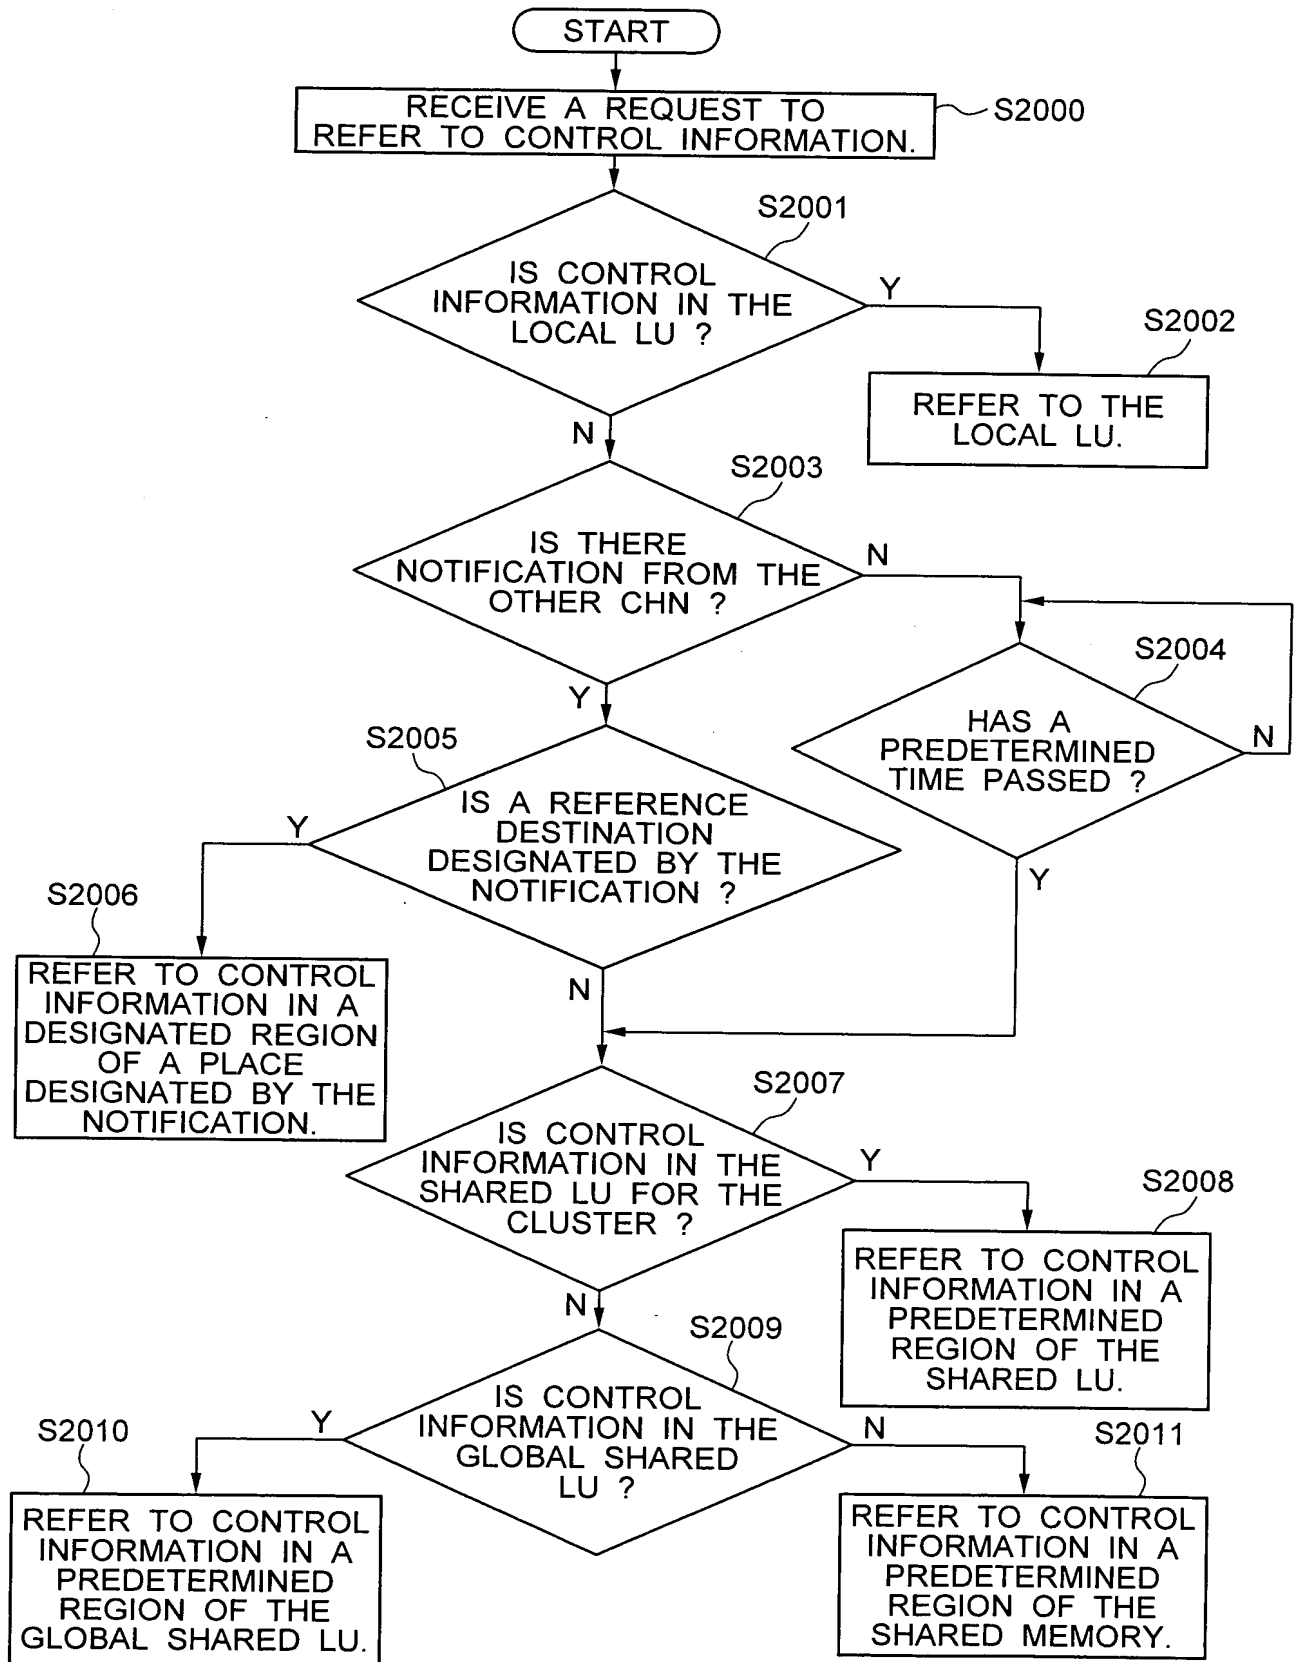 START
RECEIVE A REQUEST TO
REFER TO CONTROL INFORMATION.
S2000
S2001
IS CONTROL
INFORMATION IN THE
LOCAL LU ?
Y
N
S2002
REFER TO THE
LOCAL LU.
S2003
IS THERE
NOTIFICATION FROM THE
OTHER CHN ?
N
Y
S2004
HAS A
PREDETERMINED
TIME PASSED ?
N
Y
S2005
IS A REFERENCE
DESTINATION
DESIGNATED BY THE
NOTIFICATION ?
Y
N
S2006
REFER TO CONTROL
INFORMATION IN A
DESIGNATED REGION
OF A PLACE
DESIGNATED BY THE
NOTIFICATION.
S2007
IS CONTROL
INFORMATION IN THE
SHARED LU FOR THE
CLUSTER ?
Y
N
S2008
REFER TO CONTROL
INFORMATION IN A
PREDETERMINED
REGION OF THE
SHARED LU.
S2009
IS CONTROL
INFORMATION IN THE
GLOBAL SHARED
LU ?
Y
N
S2010
REFER TO CONTROL
INFORMATION IN A
PREDETERMINED
REGION OF THE
GLOBAL SHARED LU.
S2011
REFER TO CONTROL
INFORMATION IN A
PREDETERMINED
REGION OF THE
SHARED MEMORY.